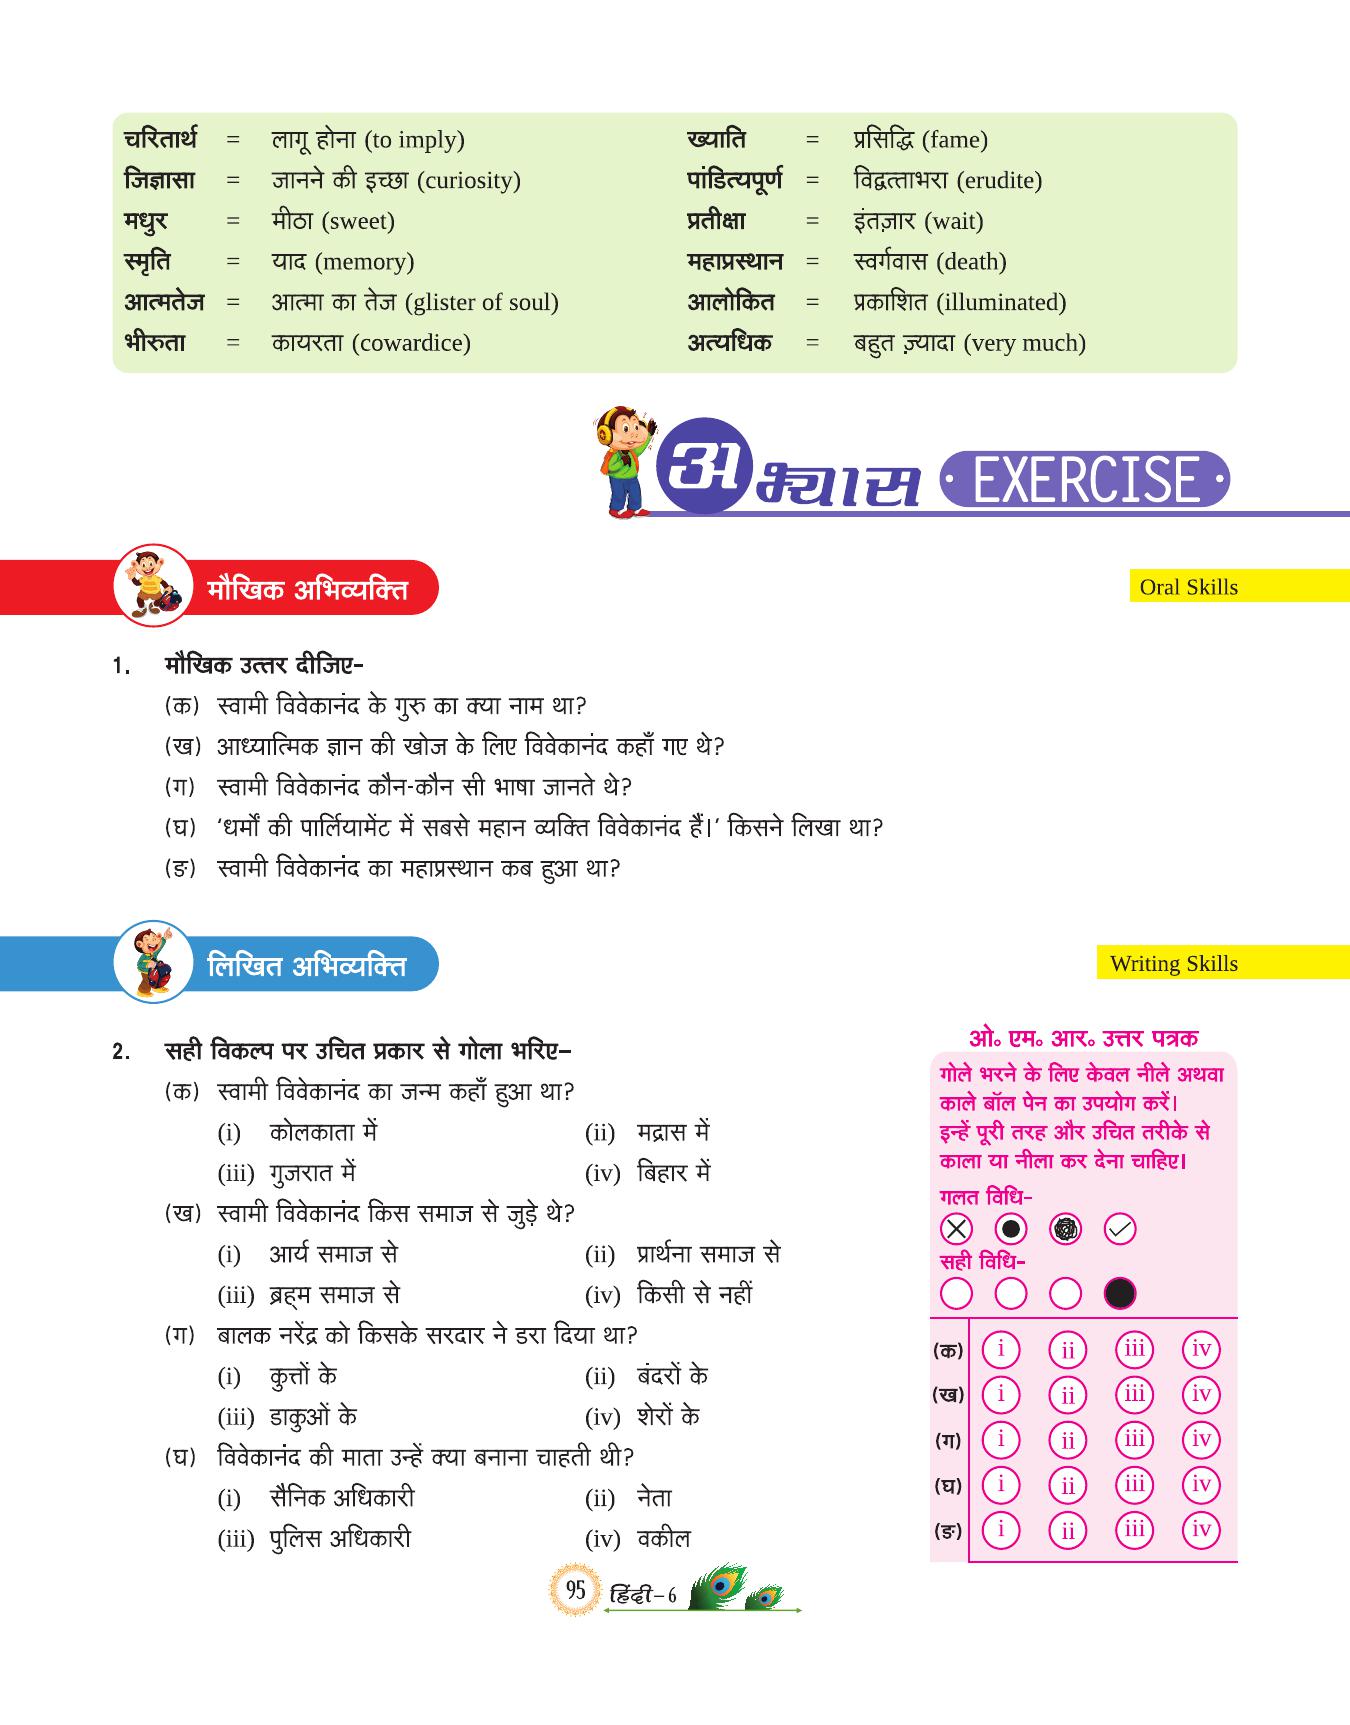 चरितार्थ = लागू होना (to imply) ख्याति = प्रसिद्धि (fame)
जिज्ञासा = जानने की इच्छा (curiosity) पांडित्यपूर्ण = विद्वत्ताभरा (erudite)
मधुर = मीठा (sweet) प्रतीक्षा = इंतज़ार (wait)
स्मृति = याद (memory) महाप्रस्थान = स्वर्गवास (death)
आत्मतेज = आत्मा का तेज (glister of soul) आलोकित = प्रकाशित (illuminated)
भीरुता = कायरता (cowardice) अत्यधिक = बहुत ज़्यादा (very much)
अभ्यास EXERCISE
मौखिक अभिव्यक्ति Oral Skills
1. मौखिक उत्तर दीजिए-
(क) स्वामी विवेकानंद के गुरु का क्या नाम था?
(ख) आध्यात्मिक ज्ञान की खोज के लिए विवेकानंद कहाँ गए थे?
(ग) स्वामी विवेकानंद कौन-कौन सी भाषा जानते थे?
(घ) ‘धर्मों की पार्लियामेंट में सबसे महान व्यक्ति विवेकानंद हैं।’ किसने लिखा था?
(ङ) स्वामी विवेकानंद का महाप्रस्थान कब हुआ था?
लिखित अभिव्यक्ति Writing Skills
2. सही विकल्प पर उचित प्रकार से गोला भरिए–
(क) स्वामी विवेकानंद का जन्म कहाँ हुआ था?
(i) कोलकाता में (ii) मद्रास में
(iii) गुजरात में (iv) बिहार में
(ख) स्वामी विवेकानंद किस समाज से जुड़े थे?
(i) आर्य समाज से (ii) प्रार्थना समाज से
(iii) ब्रह्म समाज से (iv) किसी से नहीं
(ग) बालक नरेंद्र को किसके सरदार ने डरा दिया था?
(i) कुत्तों के (ii) बंदरों के
(iii) डाकुओं के (iv) शेरों के
(घ) विवेकानंद की माता उन्हें क्या बनाना चाहती थी?
(i) सैनिक अधिकारी (ii) नेता
(iii) पुलिस अधिकारी (iv) वकील
ओ॰ एम॰ आर॰ उत्तर पत्रक
गोले भरने के लिए केवल नीले अथवा
काले बॉल पेन का उपयोग करें।
इन्हें पूरी तरह और उचित तरीके से
काला या नीला कर देना चाहिए।
गलत विधि-
सही विधि-
(क) i ii iii iv
(ख) i ii iii iv
(ग) i ii iii iv
(घ) i ii iii iv
(ङ) i ii iii iv
95 हिंदी–6